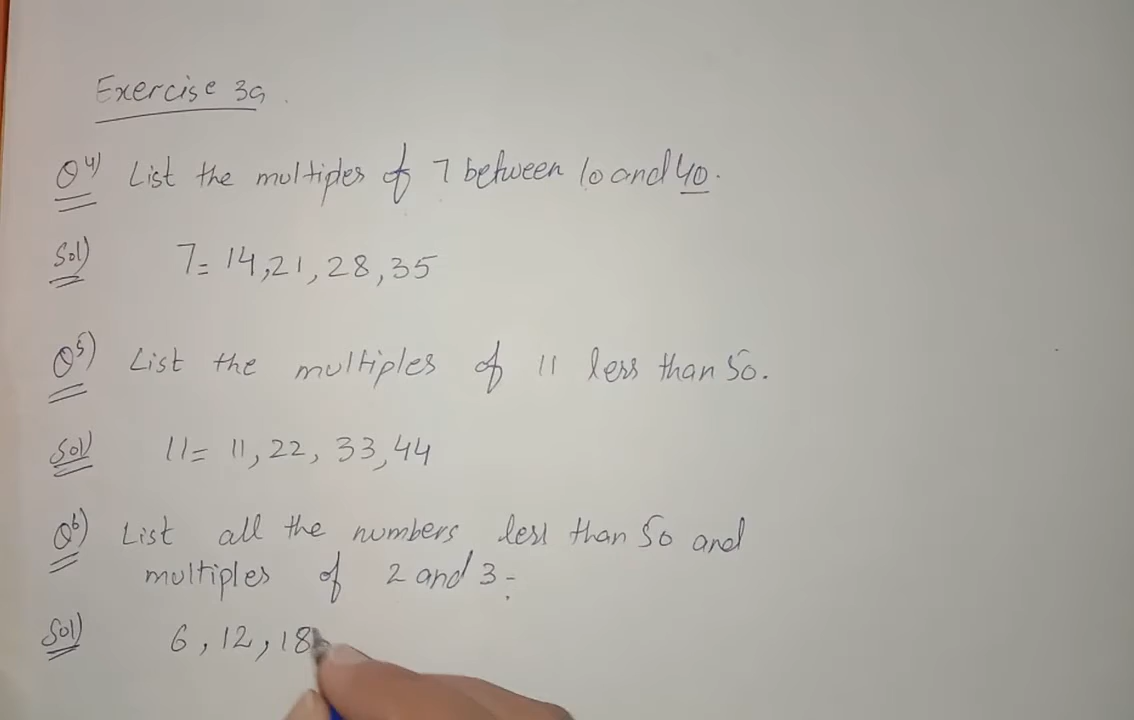 Exercise 3a.
Q4) List the multiples of 7 between 10 and 40.
Sol) 7= 14,21,28,35
Q5) List the multiples of 11 less than 50.
Sol) 11= 11,22, 33,44
Q6) List all the numbers less than 50 and
multiples of 2 and 3:
Sol) 6, 12, 18